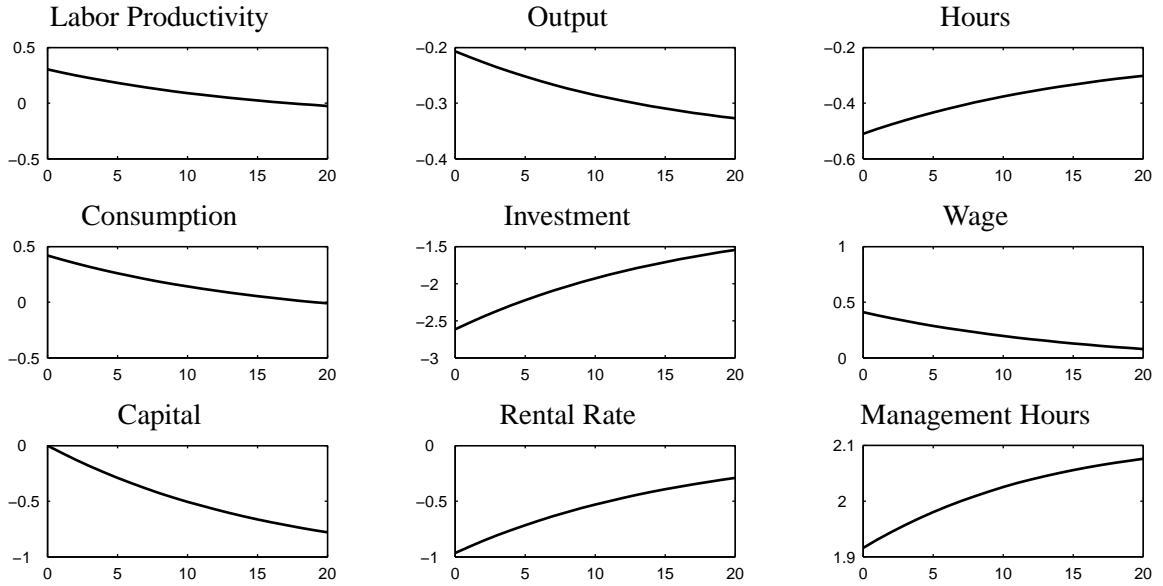 Labor Productivity
Output
Hours
0.5
0
−0.5
0 5 10 15 20
−0.2
−0.3
−0.4
0 5 10 15 20
−0.2
−0.4
−0.6
0 5 10 15 20
Consumption
Investment
Wage
0.5
0
−0.5
0 5 10 15 20
−1.5
−2
−2.5
−3
0 5 10 15 20
1
0.5
0
0 5 10 15 20
Capital
Rental Rate
Management Hours
0
−0.5
−1
0 5 10 15 20
0
−0.5
−1
0 5 10 15 20
2.1
2
1.9
0 5 10 15 20